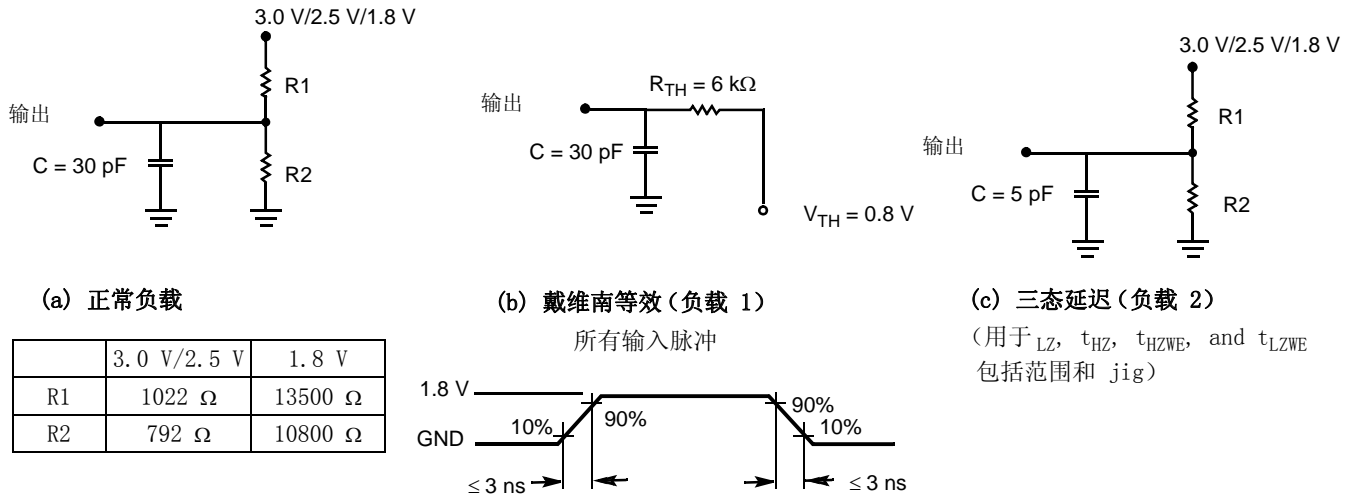 3.0 V/2.5 V/1.8 V
R1
输出
C = 30 pF
R2
(a) 正常负载
3.0 V/2.5 V 1.8 V
R1 1022 Ω 13500 Ω
R2 792 Ω 10800 Ω
R_TH = 6 kΩ
输出
C = 30 pF
V_TH = 0.8 V
(b) 戴维南等效(负载 1)
所有输入脉冲
1.8 V
GND
10%
90%
90%
10%
≤ 3 ns
≤ 3 ns
3.0 V/2.5 V/1.8 V
R1
输出
C = 5 pF
R2
(c) 三态延迟(负载 2)
(用于 LZ, t_HZ, t_HZWE, and t_LZWE
包括范围和 jig)